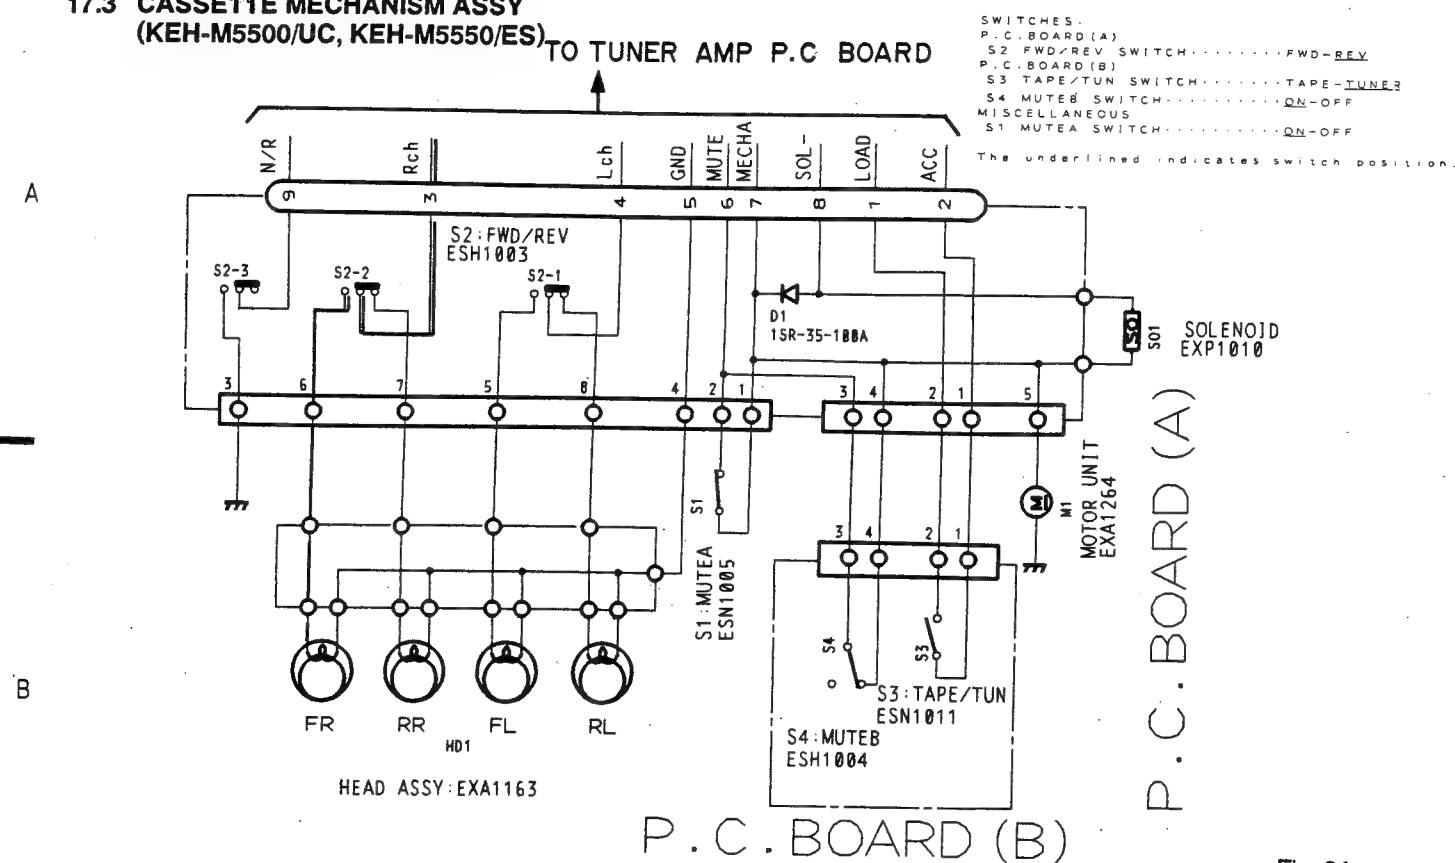 17.3 CASSETTE MECHANISM ASSY
(KEH-M5500/UC, KEH-M5550/ES)
TO TUNER AMP P.C BOARD
SWITCHES.
P.C.BOARD(A)
S2 FWD/REV SWITCH········FWD-REV
P.C.BOARD(B)
S3 TAPE/TUN SWITCH·······TAPE-TUNER
S4 MUTEB SWITCH··········ON-OFF
MISCELLANEOUS
S1 MUTEA SWITCH··········ON-OFF
The underlined indicates switch position.
N/R
Rch
Lch
GND
MUTE
MECHA
SOL-
LOAD
ACC
9 3 4 5 6 7 8 1 2
A
S2:FWD/REV
ESH1003
S2-3
S2-2
S2-1
D1
1SR-35-100A
SO1
SO1
SOLENOID
EXP1010
3 6 7 5 8 4 2 1
3 4 2 1 5
S1
S1:MUTEA
ESN1005
M
M1
MOTOR UNIT
EXA1264
3 4 2 1
S4
S3
S3:TAPE/TUN
ESN1011
S4:MUTEB
ESH1004
B
FR RR FL RL
HD1
HEAD ASSY:EXA1163
P.C.BOARD(A)
P.C.BOARD(B)